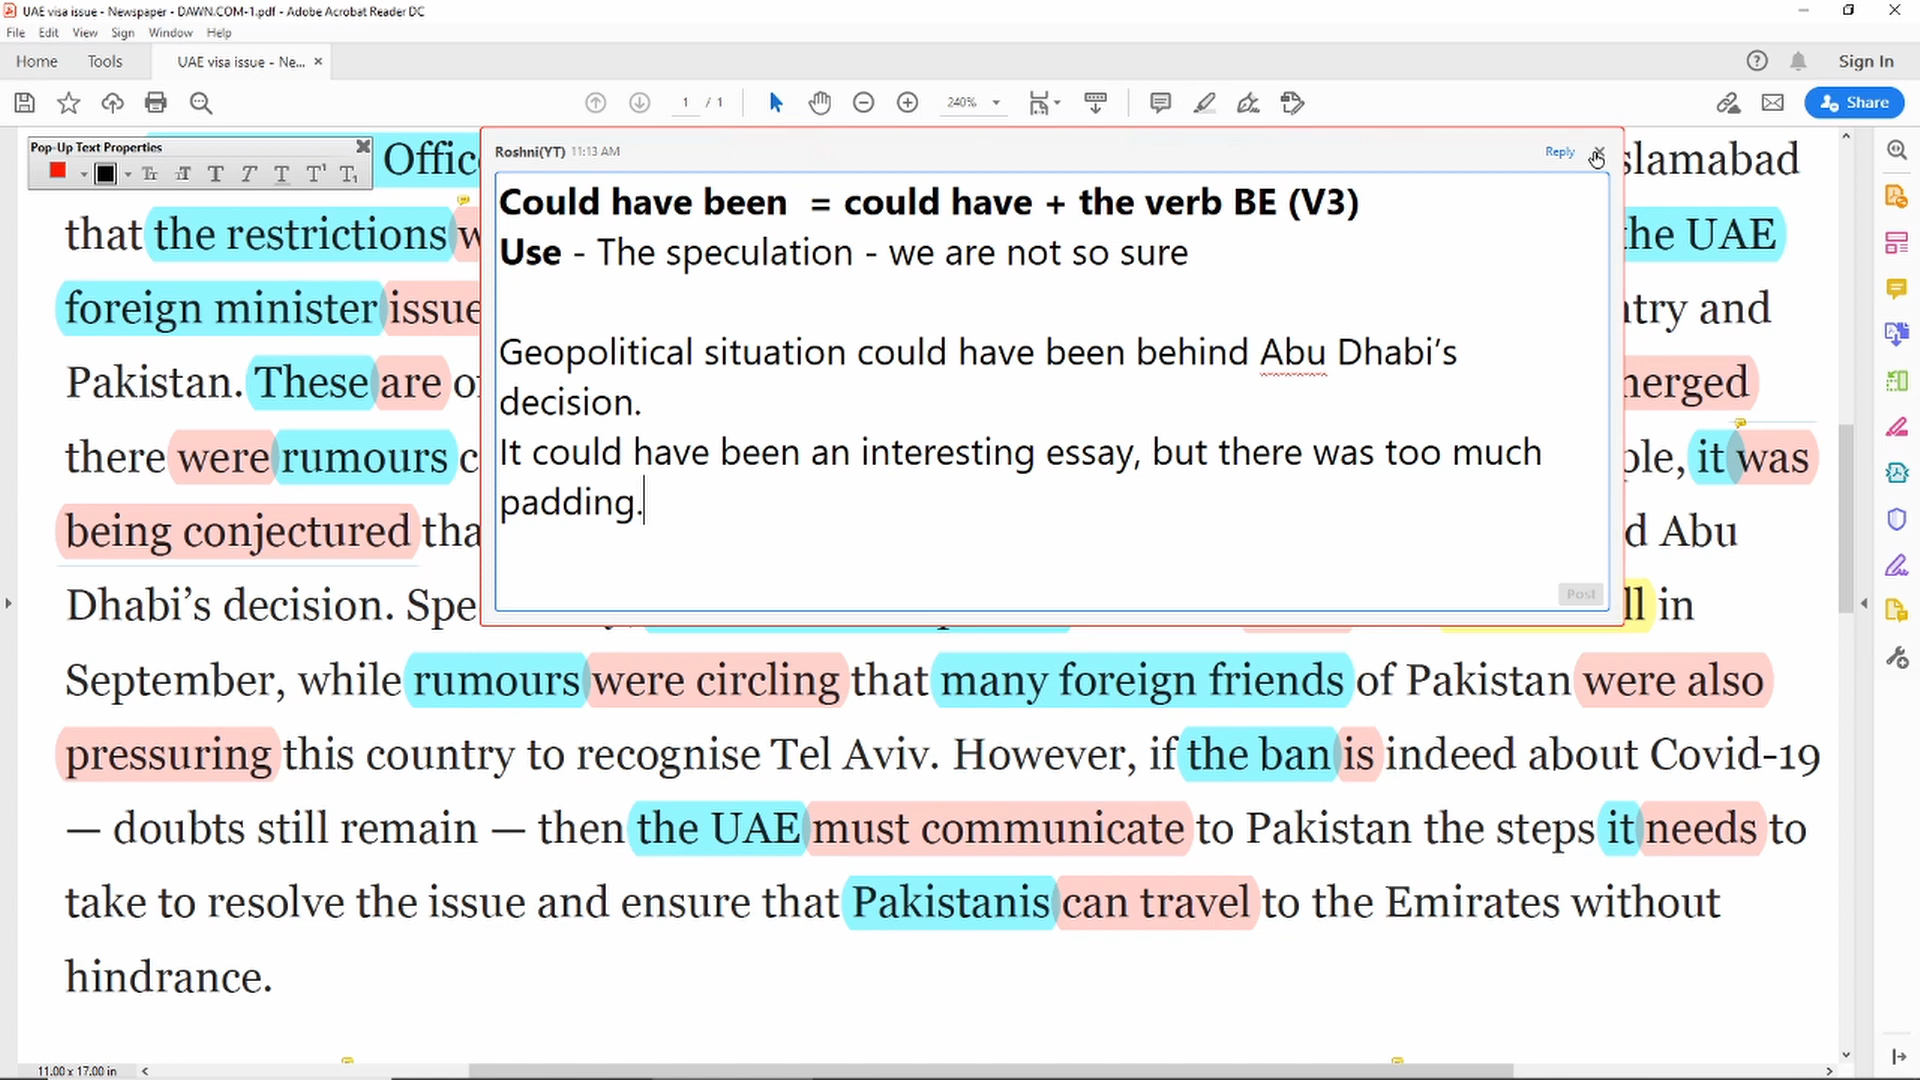 UAE visa issue - Newspaper - DAWN.COM-1.pdf - Adobe Acrobat Reader DC
File Edit View Sign Window Help
Home Tools UAE visa issue - Ne... × Sign In
1 / 1 240% Share
Pop-Up Text Properties
Roshni(YT) 11:13 AM Reply
Could have been = could have + the verb BE (V3)
Use - The speculation - we are not so sure
Geopolitical situation could have been behind Abu Dhabi's
decision.
It could have been an interesting essay, but there was too much
padding.
Post
that the restrictions the UAE
foreign minister issue ntry and
Pakistan. These are merged
there were rumours it was
being conjectured d Abu
Dhabi's decision. Spe ll in
September, while rumours were circling that many foreign friends of Pakistan were also
pressuring this country to recognise Tel Aviv. However, if the ban is indeed about Covid-19
— doubts still remain — then the UAE must communicate to Pakistan the steps it needs to
take to resolve the issue and ensure that Pakistanis can travel to the Emirates without
hindrance.
11.00 x 17.00 in